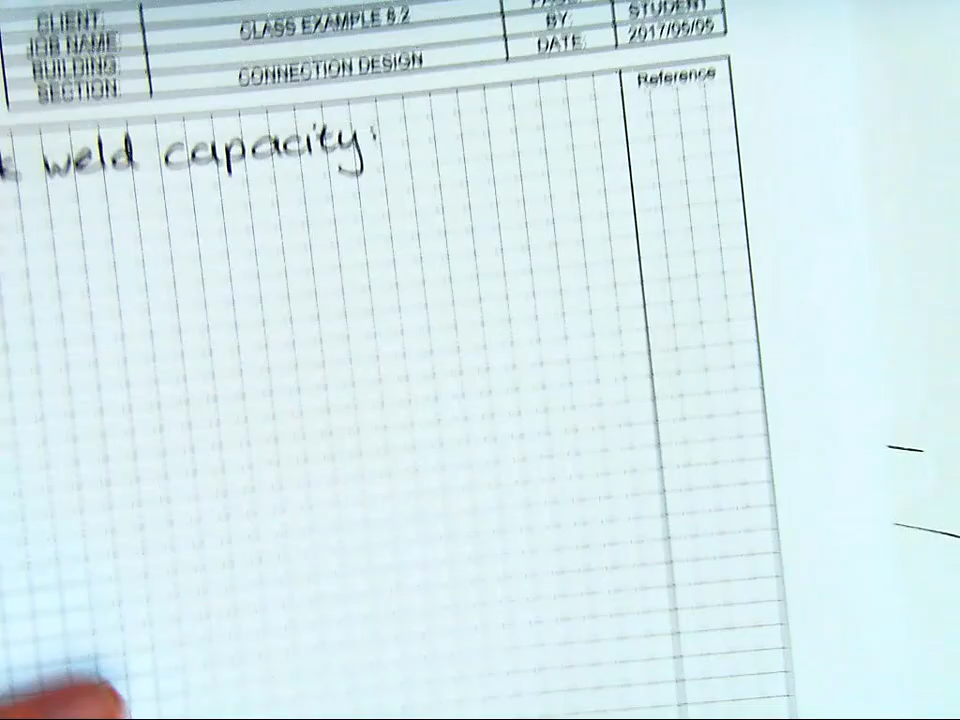 CLIENT:
JOB NAME:
BUILDING:
SECTION:
CLASS EXAMPLE 8.2
CONNECTION DESIGN
BY:
DATE:
STUDENT
2017/05/05
Reference
weld capacity: